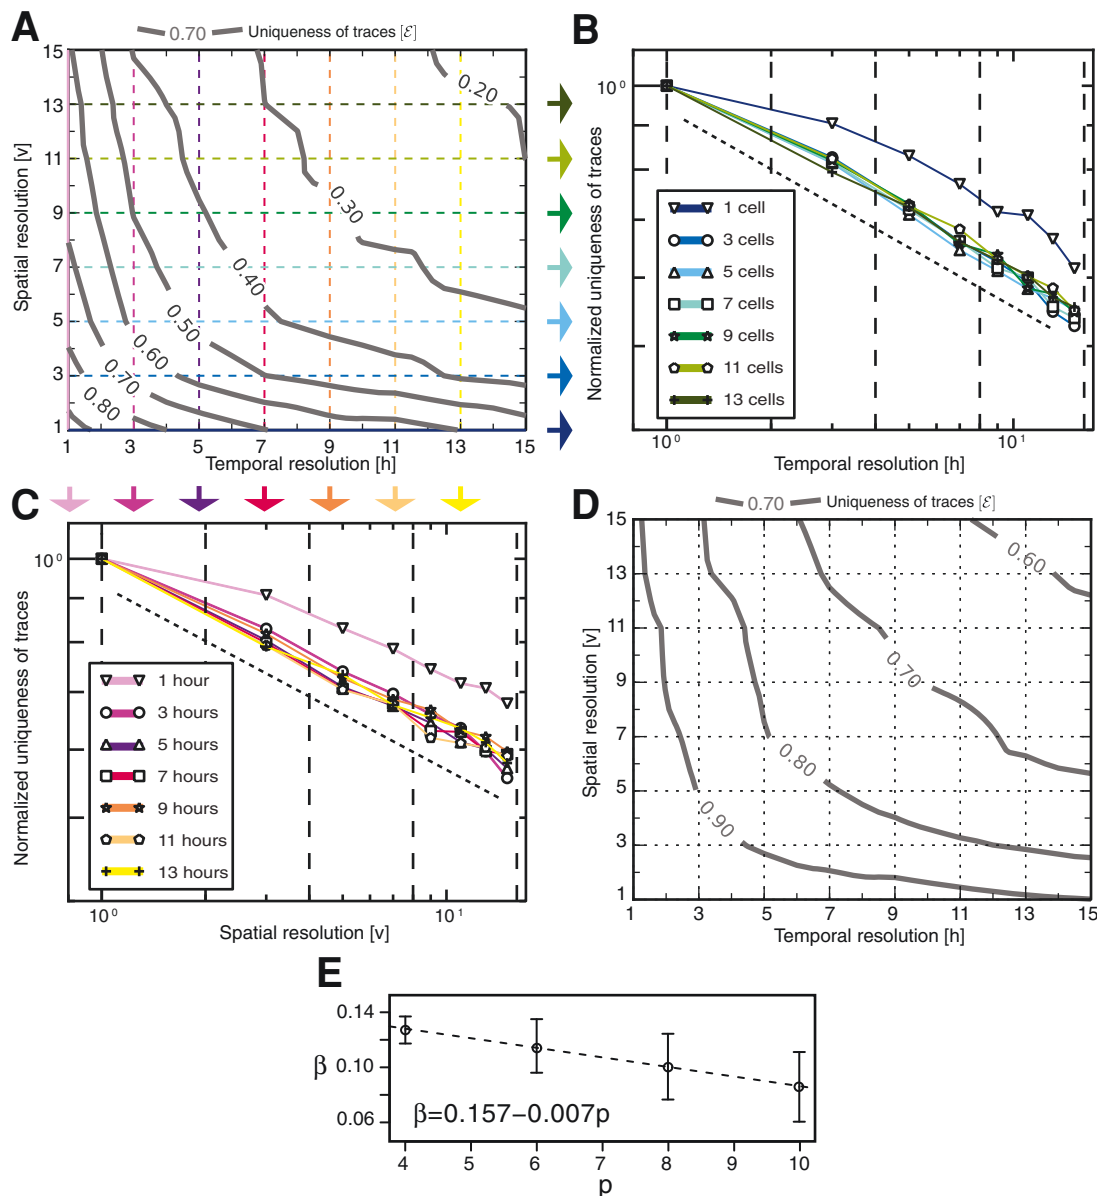 A
0.70 Uniqueness of traces [ℰ]
15
13
11
9
7
5
3
1
Spatial resolution [v]
0.20
0.30
0.40
0.50
0.60
0.70
0.80
1 3 5 7 9 11 13 15
Temporal resolution [h]
B
10⁰
Normalized uniqueness of traces
1 cell
3 cells
5 cells
7 cells
9 cells
11 cells
13 cells
10⁰ 10¹
Temporal resolution [h]
C
10⁰
Normalized uniqueness of traces
1 hour
3 hours
5 hours
7 hours
9 hours
11 hours
13 hours
10⁰ 10¹
Spatial resolution [v]
D
0.70 Uniqueness of traces [ℰ]
15
13
11
9
7
5
3
1
Spatial resolution [v]
0.60
0.70
0.80
0.90
1 3 5 7 9 11 13 15
Temporal resolution [h]
E
0.14
0.10
0.06
β
β=0.157−0.007p
4 5 6 7 8 9 10
p